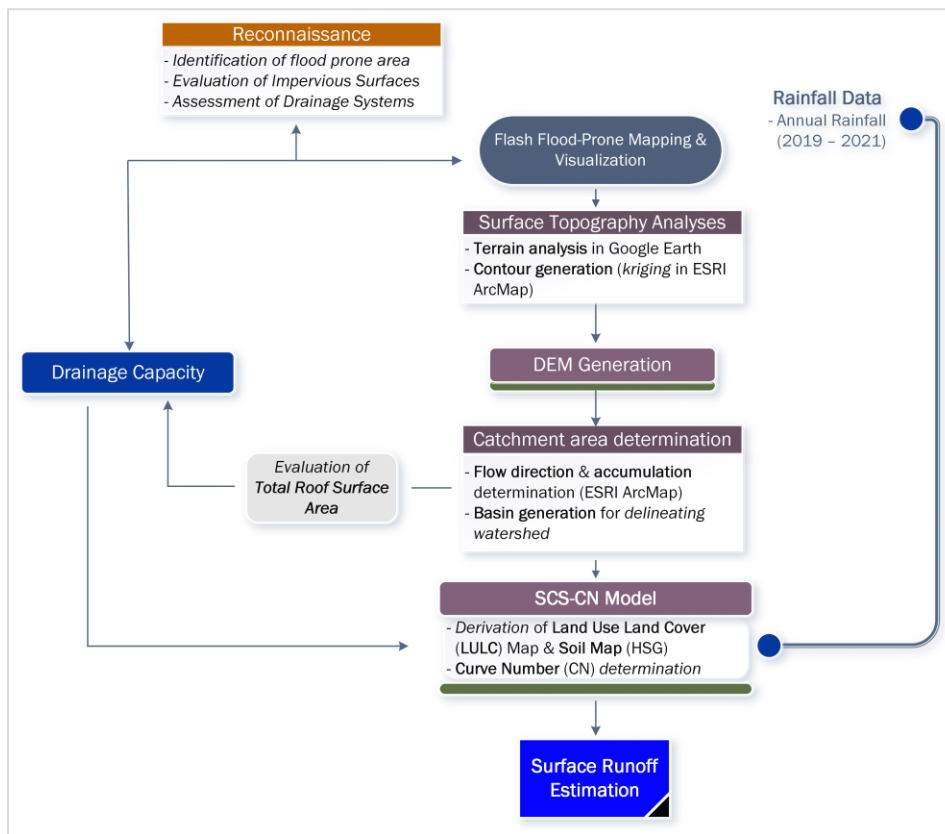 Reconnaissance
- Identification of flood prone area
- Evaluation of Impervious Surfaces
- Assessment of Drainage Systems
Rainfall Data
- Annual Rainfall
(2019 – 2021)
Flash Flood-Prone Mapping &
Visualization
Surface Topography Analyses
- Terrain analysis in Google Earth
- Contour generation (kriging in ESRI
ArcMap)
Drainage Capacity
DEM Generation
Catchment area determination
- Flow direction & accumulation
determination (ESRI ArcMap)
- Basin generation for delineating
watershed
Evaluation of
Total Roof Surface
Area
SCS-CN Model
- Derivation of Land Use Land Cover
(LULC) Map & Soil Map (HSG)
- Curve Number (CN) determination
Surface Runoff
Estimation